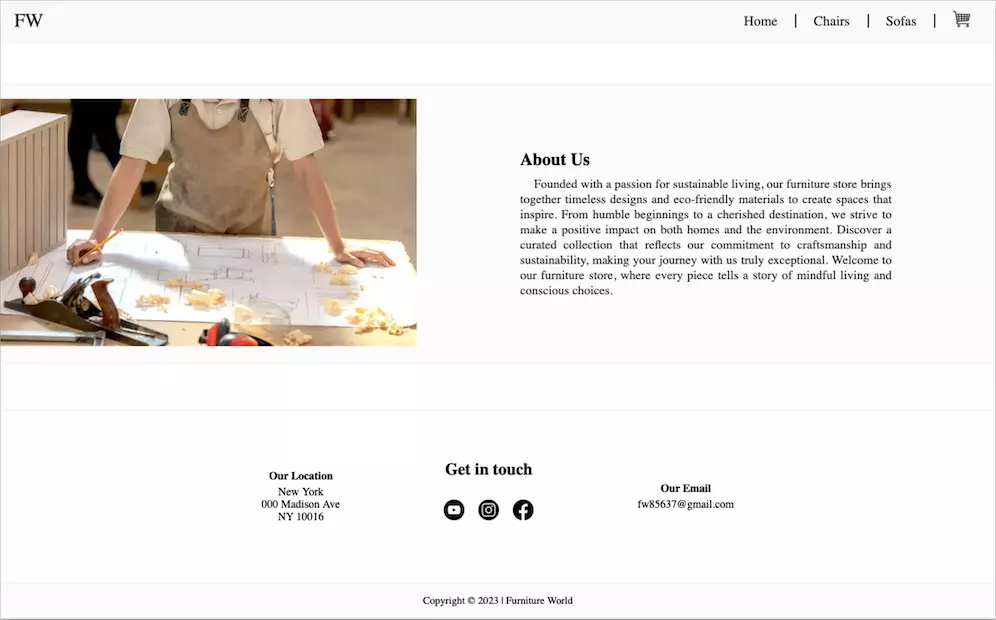 FW
Home | Chairs | Sofas |
About Us
Founded with a passion for sustainable living, our furniture store brings
together timeless designs and eco-friendly materials to create spaces that
inspire. From humble beginnings to a cherished destination, we strive to
make a positive impact on both homes and the environment. Discover a
curated collection that reflects our commitment to craftsmanship and
sustainability, making your journey with us truly exceptional. Welcome to
our furniture store, where every piece tells a story of mindful living and
conscious choices.
Our Location
New York
000 Madison Ave
NY 10016
Get in touch
Our Email
fw85637@gmail.com
Copyright © 2023 | Furniture World